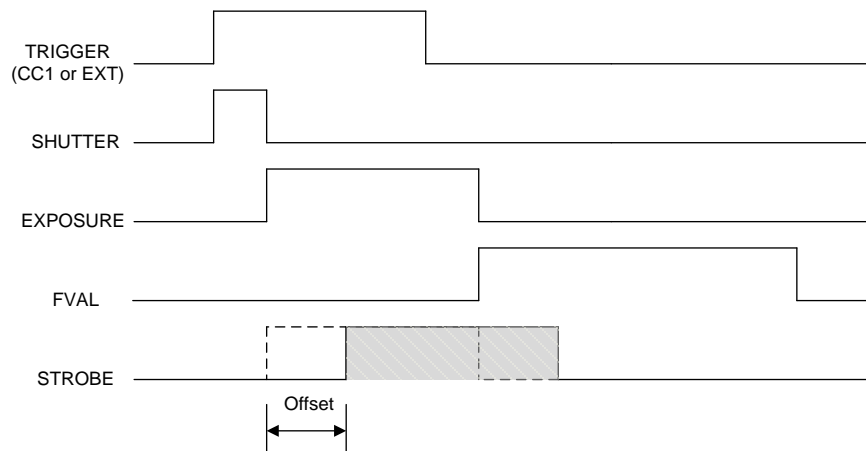 TRIGGER
(CC1 or EXT)
SHUTTER
EXPOSURE
FVAL
STROBE
Offset